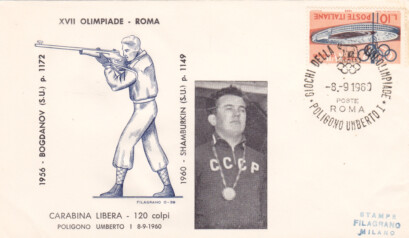 XVII OLIMPIADE - ROMA
1956 - BOGDANOV (S.U.) p. 1172
1960 - SHAMBURKIN (S.U.) p. 1149
FILAGRANO
CARABINA LIBERA - 120 colpi
POLIGONO UMBERTO I 8-9-1960
CCCP
L.10 POSTE ITALIANE
GIOCHI DELLA XVII OLIMPIADE
-8.-9 1960
POSTE
ROMA
POLIGONO UMBERTO I
STAMPE
FILAGRANO
MILANO